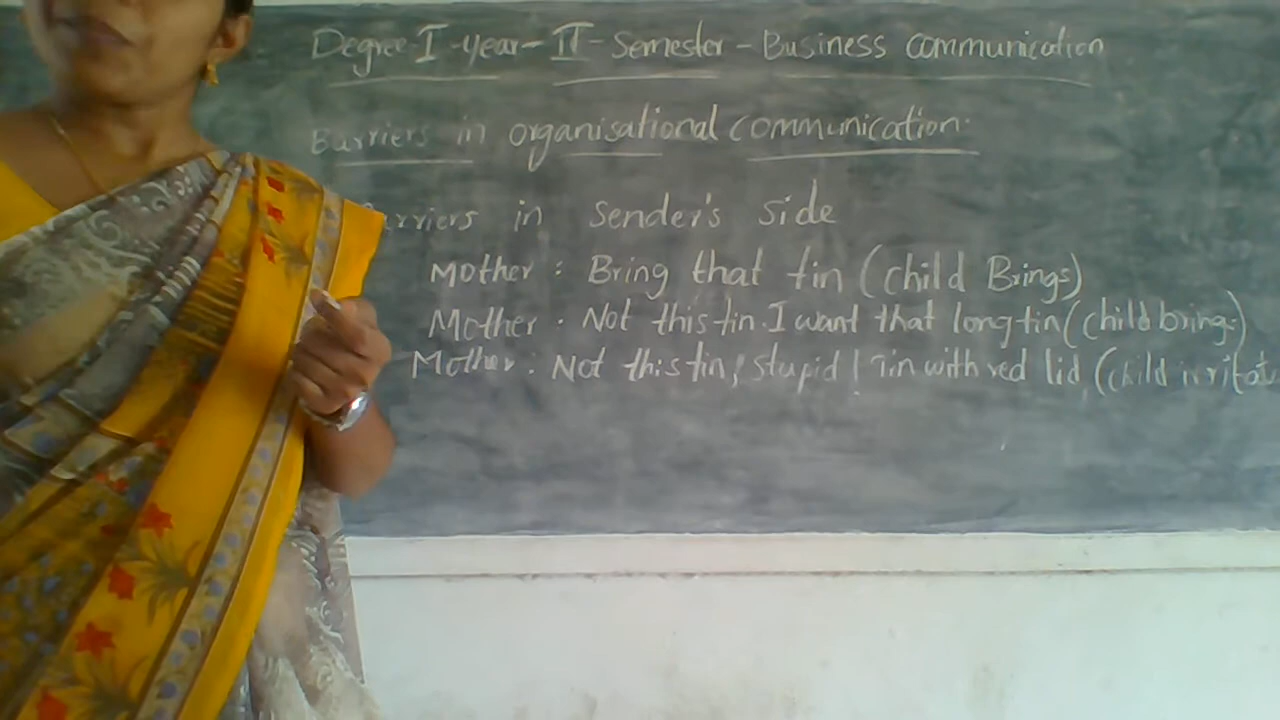 Degree I-year-II-Semester-Business communication
Barriers in organisational communication.
rriers in Sender's side
Mother: Bring that tin (child Brings)
Mother. Not this tin. I want that long tin (child brings)
Mother: Not this tin, stupid! Tin with red lid (child irritat